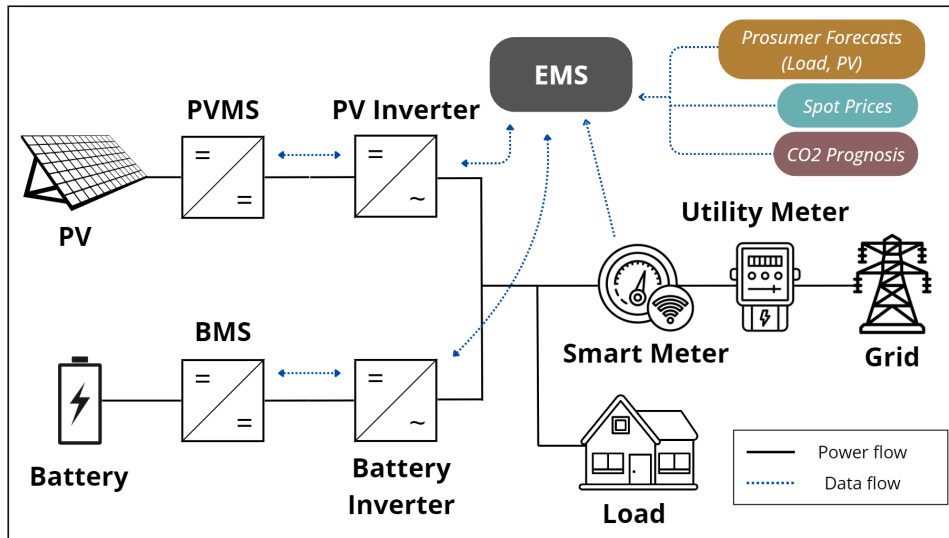 Prosumer Forecasts
(Load, PV)
EMS
Spot Prices
PVMS
PV Inverter
CO2 Prognosis
=
=
=
~
PV
Utility Meter
BMS
Smart Meter
Grid
=
=
=
~
Battery
Battery
Inverter
Load
Power flow
Data flow